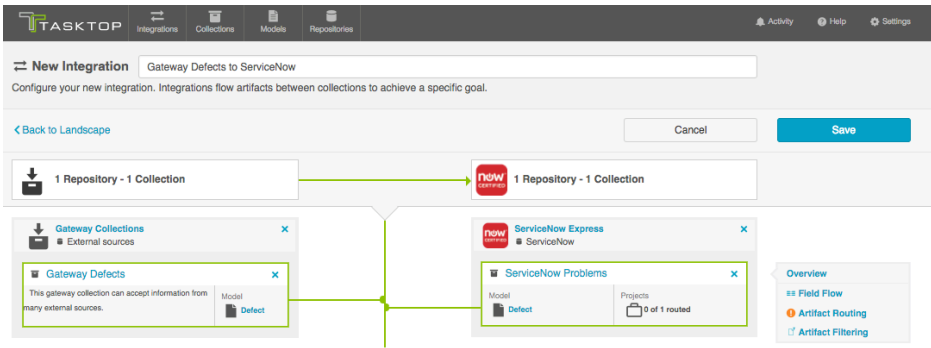 TASKTOP
Integrations
Collections
Models
Repositories
Activity
Help
Settings
New Integration
Gateway Defects to ServiceNow
Configure your new integration. Integrations flow artifacts between collections to achieve a specific goal.
Back to Landscape
Cancel
Save
1 Repository - 1 Collection
now
CERTIFIED
1 Repository - 1 Collection
Gateway Collections
External sources
now
CERTIFIED
ServiceNow Express
ServiceNow
Gateway Defects
This gateway collection can accept information from
many external sources.
Model
Defect
ServiceNow Problems
Model
Defect
Projects
0 of 1 routed
Overview
Field Flow
Artifact Routing
Artifact Filtering